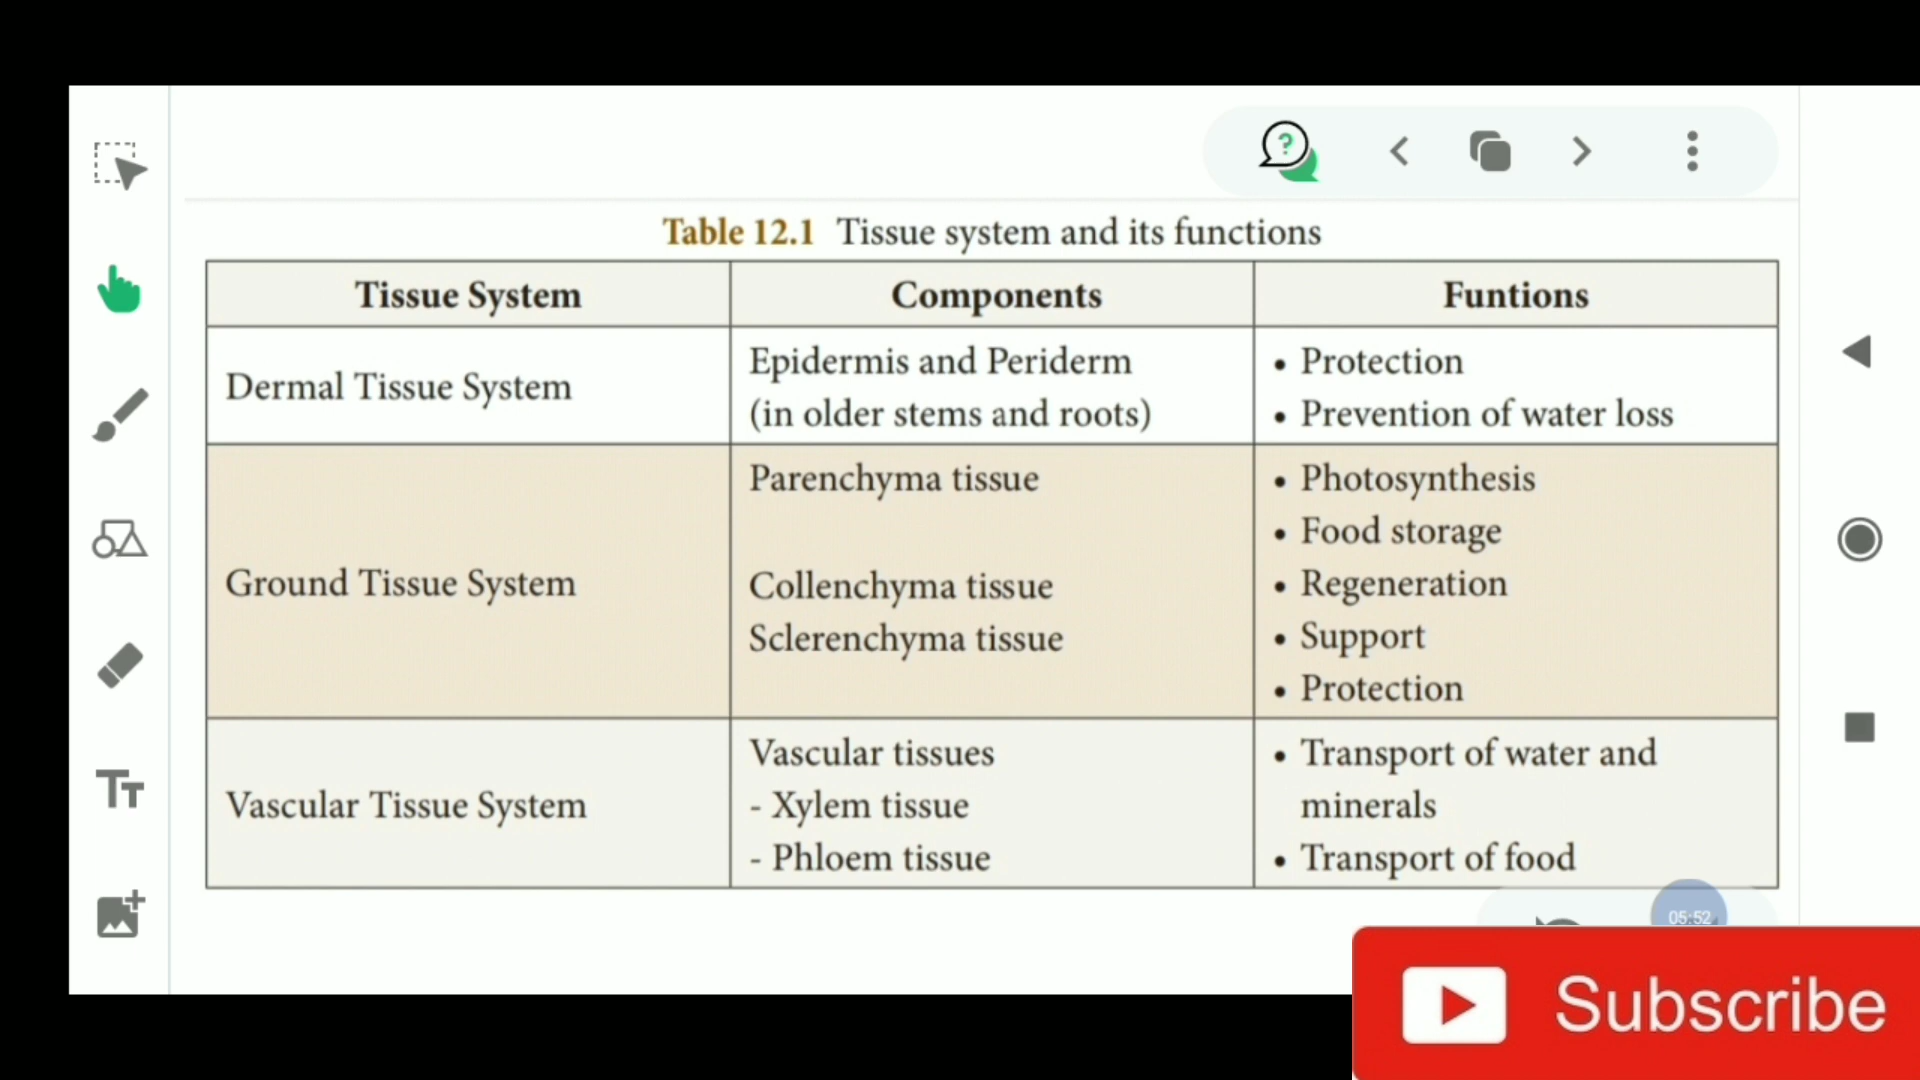 Table 12.1 Tissue system and its functions
Tissue System Components Funtions
Dermal Tissue System
Epidermis and Periderm
(in older stems and roots)
• Protection
• Prevention of water loss
Ground Tissue System
Parenchyma tissue
Collenchyma tissue
Sclerenchyma tissue
• Photosynthesis
• Food storage
• Regeneration
• Support
• Protection
Vascular Tissue System
Vascular tissues
- Xylem tissue
- Phloem tissue
• Transport of water and
minerals
• Transport of food
Tт
?
05:52
Subscribe